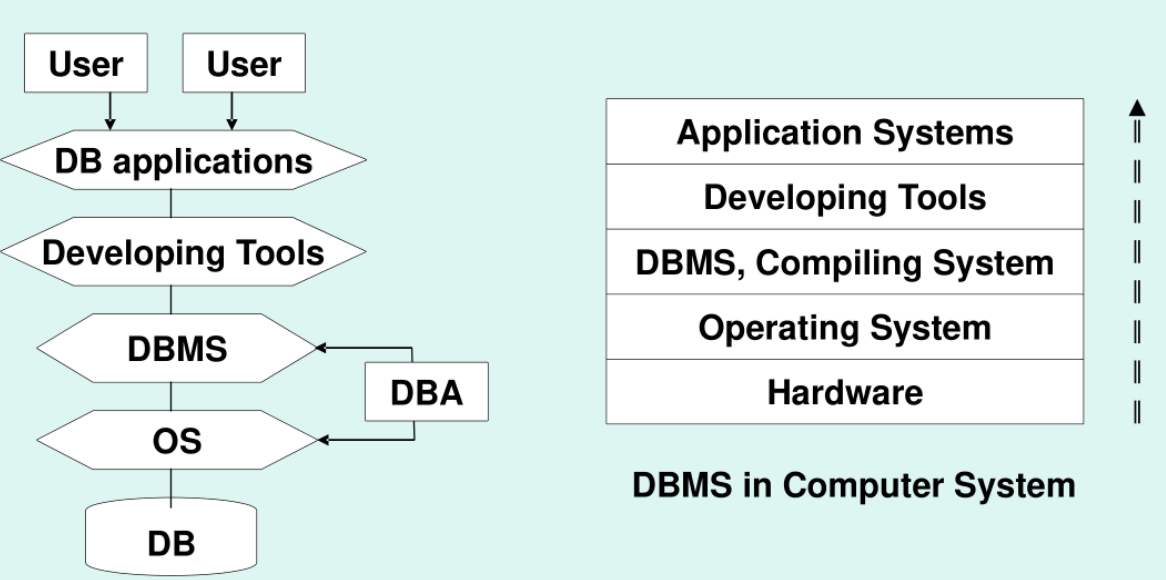 User
User
DB applications
Developing Tools
DBMS
DBA
OS
DB
Application Systems
Developing Tools
DBMS, Compiling System
Operating System
Hardware
DBMS in Computer System